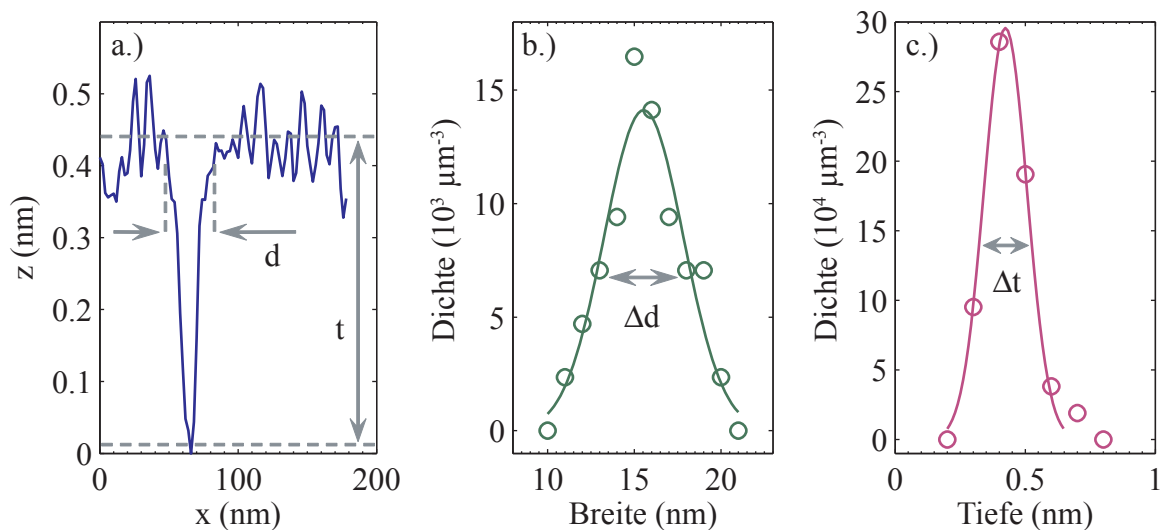 a.)
z (nm)
0.5
0.4
0.3
0.2
0.1
0
d
t
0 100 200
x (nm)
b.)
Dichte (10³ µm⁻³)
15
10
5
0
Δd
10 15 20
Breite (nm)
c.)
Dichte (10⁴ µm⁻³)
30
25
20
15
10
5
0
Δt
0 0.5 1
Tiefe (nm)